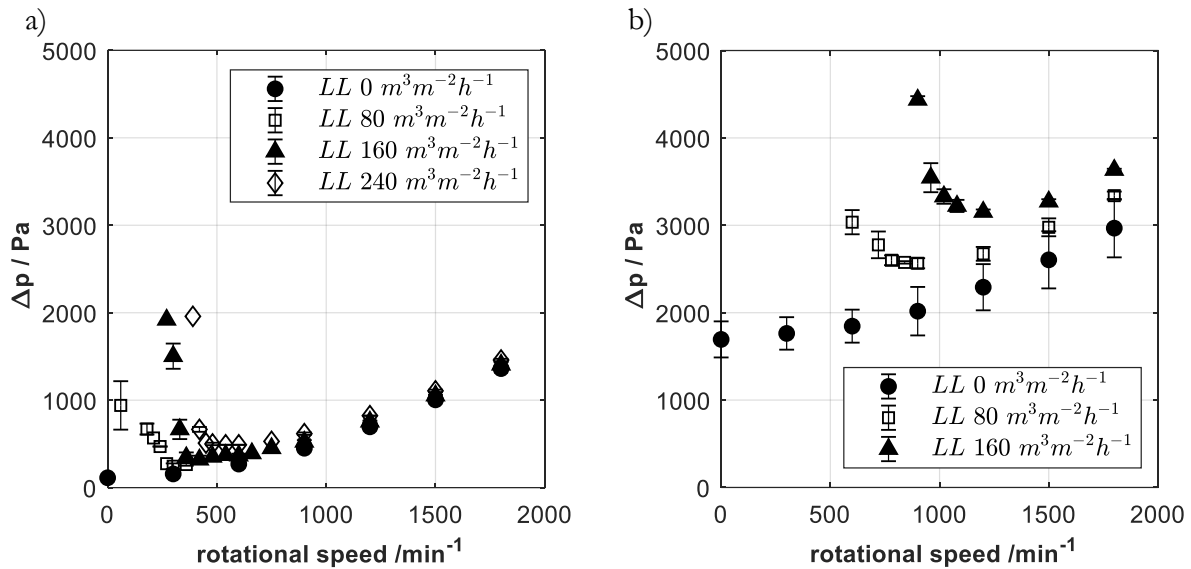 a)
5000
4000
3000
2000
1000
0
Δp / Pa
LL 0 m³m⁻²h⁻¹
LL 80 m³m⁻²h⁻¹
LL 160 m³m⁻²h⁻¹
LL 240 m³m⁻²h⁻¹
0 500 1000 1500 2000
rotational speed /min⁻¹
b)
5000
4000
3000
2000
1000
0
Δp / Pa
LL 0 m³m⁻²h⁻¹
LL 80 m³m⁻²h⁻¹
LL 160 m³m⁻²h⁻¹
0 500 1000 1500 2000
rotational speed /min⁻¹